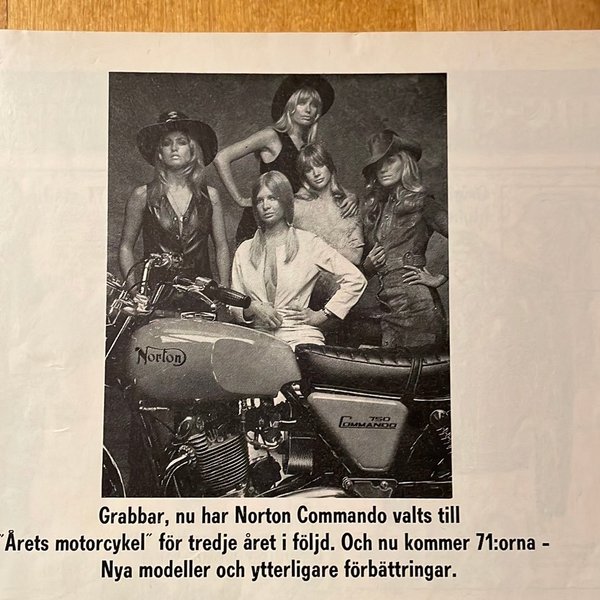 Norton
750
COMMANDO
Grabbar, nu har Norton Commando valts till
"Årets motorcykel" för tredje året i följd. Och nu kommer 71:orna –
Nya modeller och ytterligare förbättringar.